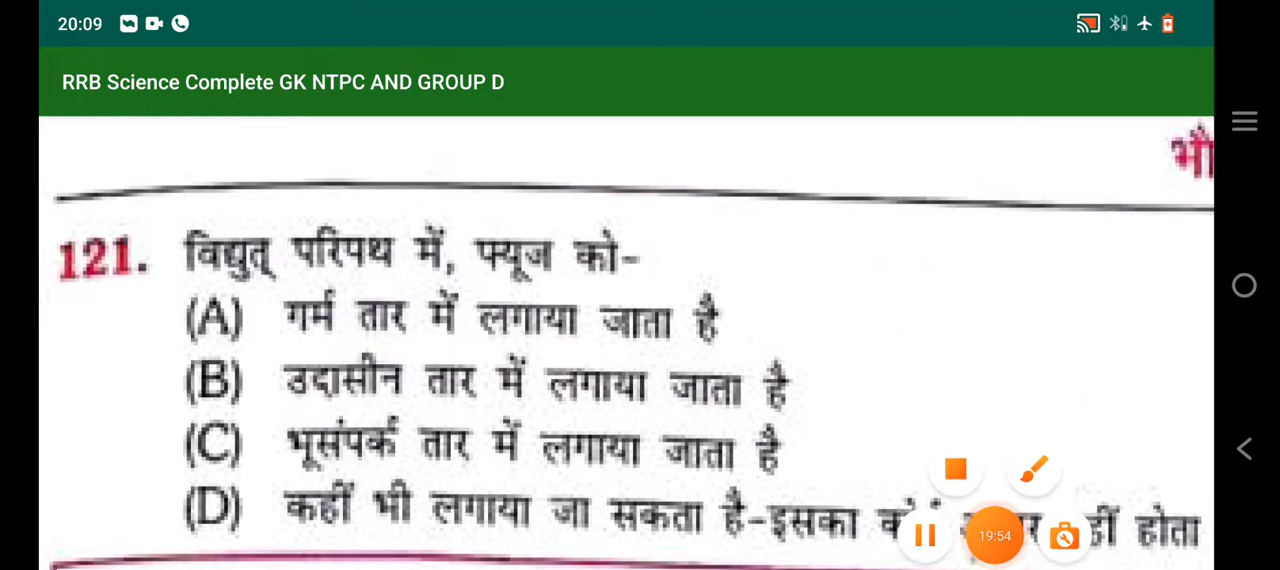 20:09
RRB Science Complete GK NTPC AND GROUP D
121. विद्युत् परिपथ में, फ्यूज को-
(A) गर्म तार में लगाया जाता है
(B) उदासीन तार में लगाया जाता है
(C) भूसंपर्क तार में लगाया जाता है
(D) कहीं भी लगाया जा सकता है-इसका होता
19:54